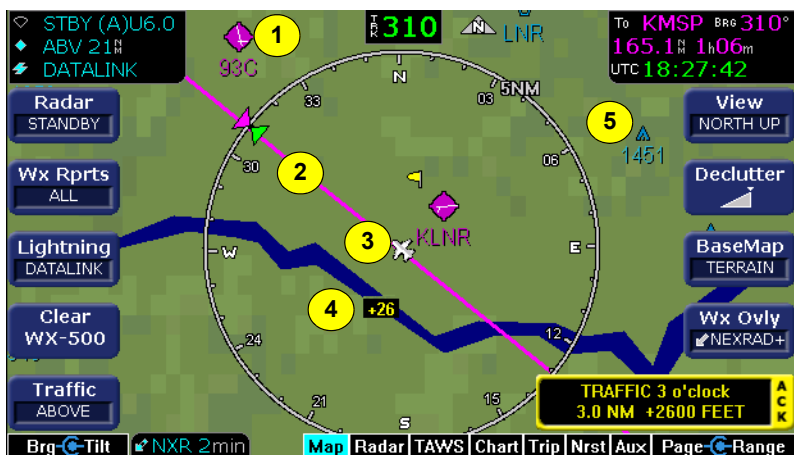 STBY (A)U6.0
ABV 21NM
DATALINK
1
93C
TRK 310
N
LNR
To KMSP BRG 310°
165.1NM 1h06m
UTC 18:27:42
Radar
STANDBY
Wx Rprts
ALL
Lightning
DATALINK
Clear
WX-500
Traffic
ABOVE
N
33
03
5NM
30
06
W
E
24
12
21
15
S
2
3
KLNR
4
+26
5
1451
View
NORTH UP
Declutter
BaseMap
TERRAIN
Wx Ovly
NEXRAD+
TRAFFIC 3 o'clock
3.0 NM +2600 FEET
ACK
Brg Tilt
NXR 2min
Map Radar TAWS Chart Trip Nrst Aux
Page Range